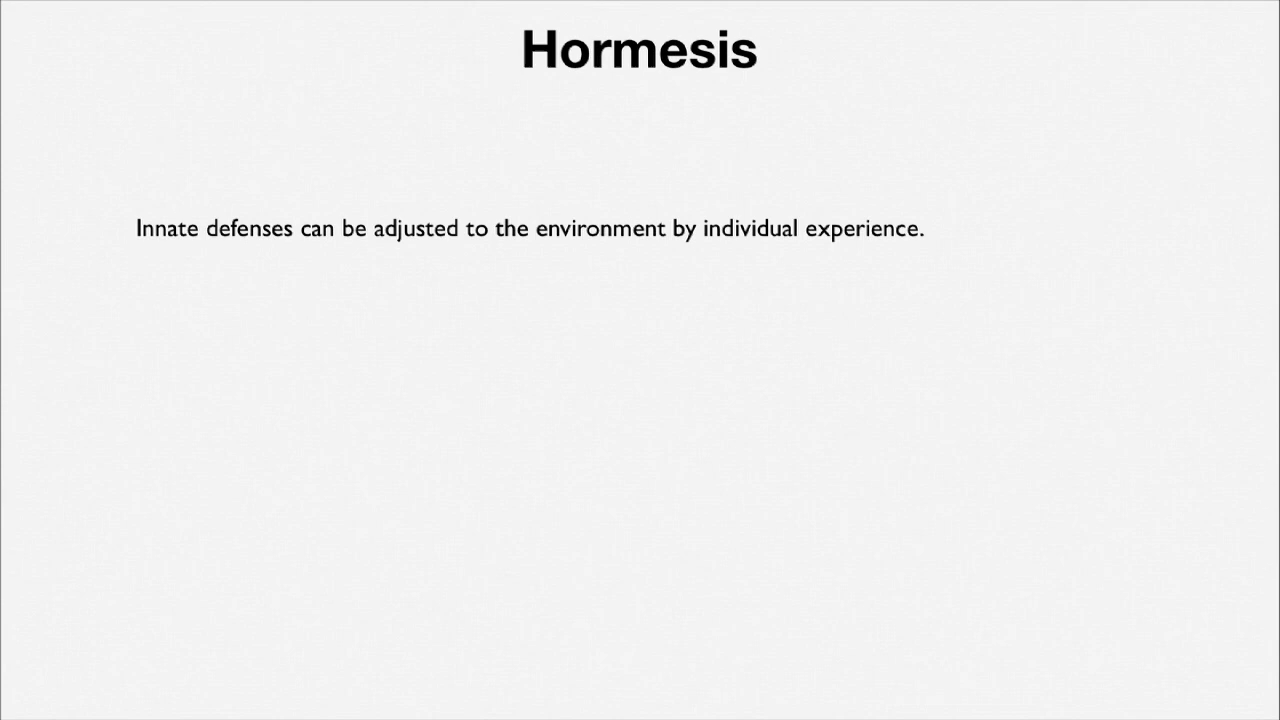 Hormesis
Innate defenses can be adjusted to the environment by individual experience.